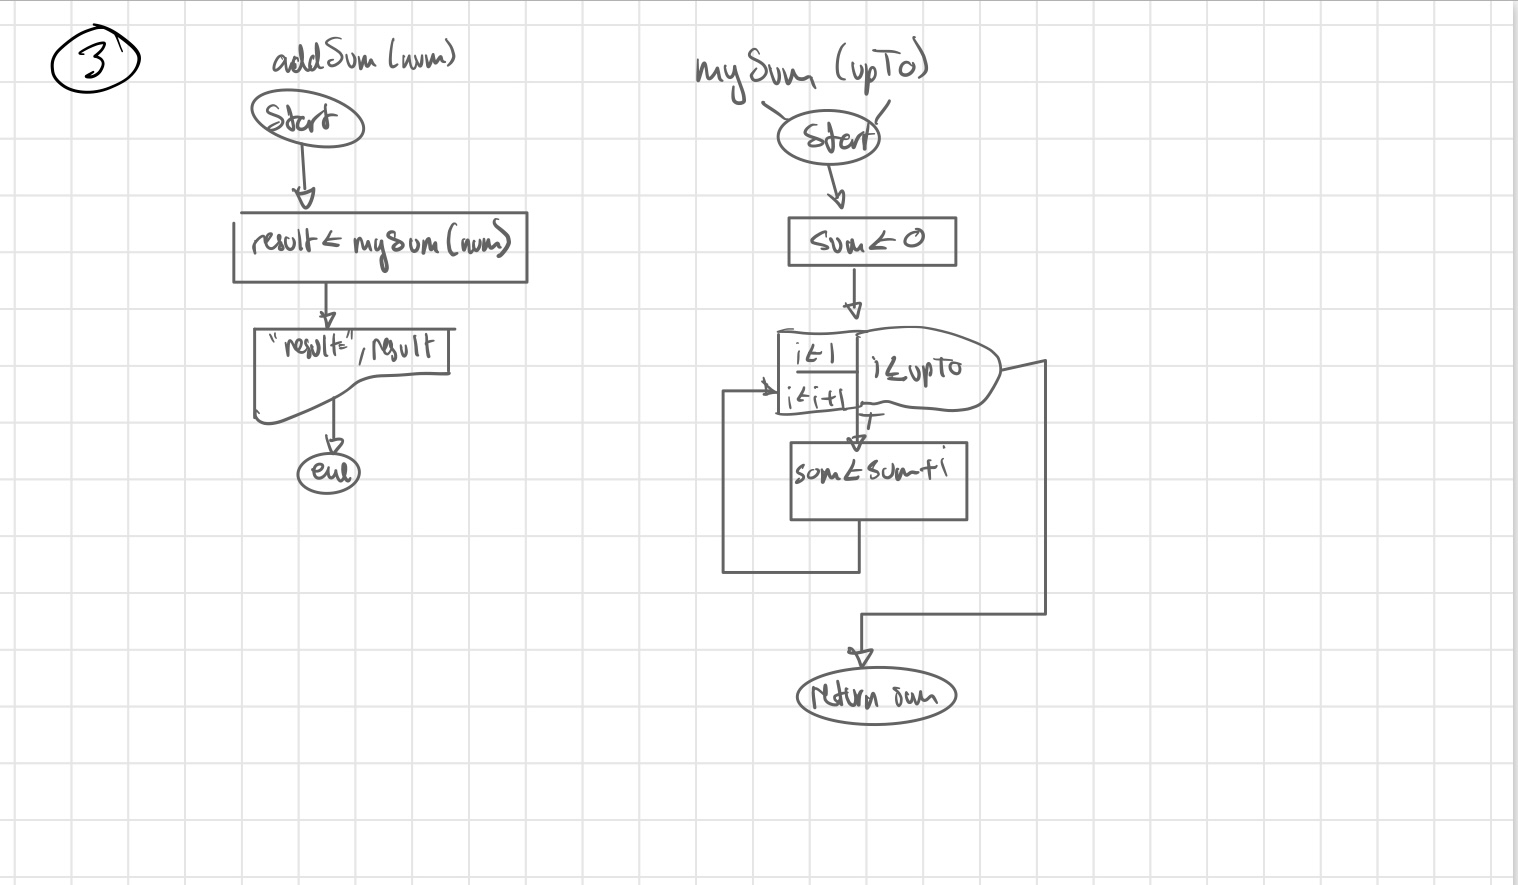 3
addSum (num)
Start
result ← mySum (num)
"result=", result
end
mySum (upTo)
Start
sum ← 0
i ← 1
i ← i+1
i ≤ upTo
T
sum ← sum + i
return sum